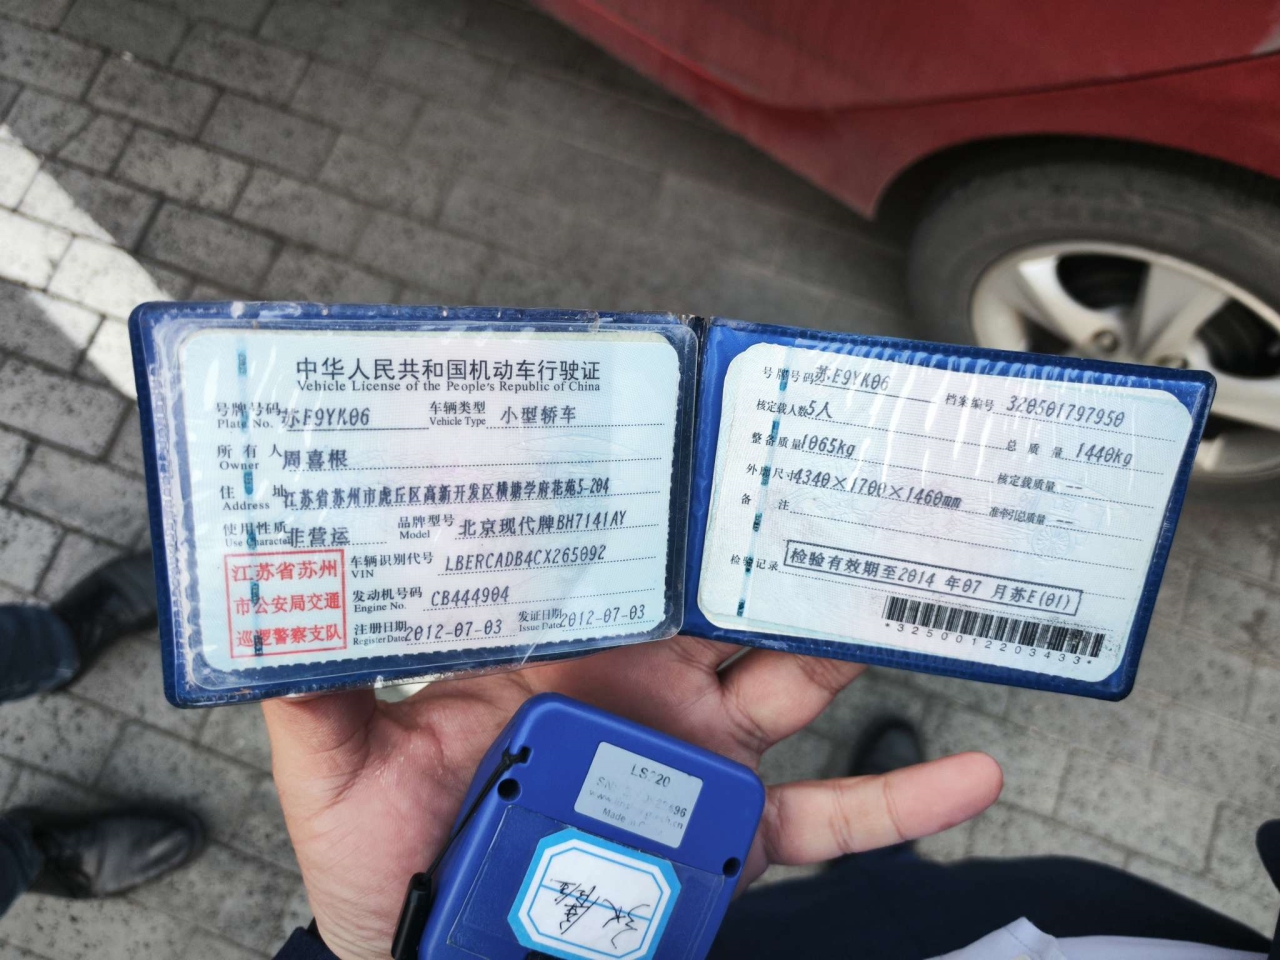 中华人民共和国机动车行驶证
Vehicle License of the People's Republic of China
号牌号码 苏E9YK06 车辆类型 小型轿车
Plate No. Vehicle Type
所有人 周喜根
Owner
住址 江苏省苏州市虎丘区高新开发区横塘学府花苑5-204
Address
使用性质 非营运 品牌型号 北京现代牌BH7141AY
Use Character Model
江苏省苏州
市公安局交通
巡逻警察支队
车辆识别代号 LBERCADB4CX265092
VIN
发动机号码 CB444904
Engine No.
注册日期 2012-07-03 发证日期 2012-07-03
Register Date Issue Date
号牌号码 苏E9YK06 档案编号 320501797950
核定载人数 5人 总质量 1440kg
整备质量 1065kg 核定载质量 --
外廓尺寸 4340×1700×1460mm 准牵引总质量 --
备注
检验记录 检验有效期至2014年07月苏E(01)
*3250012203433*
LS220